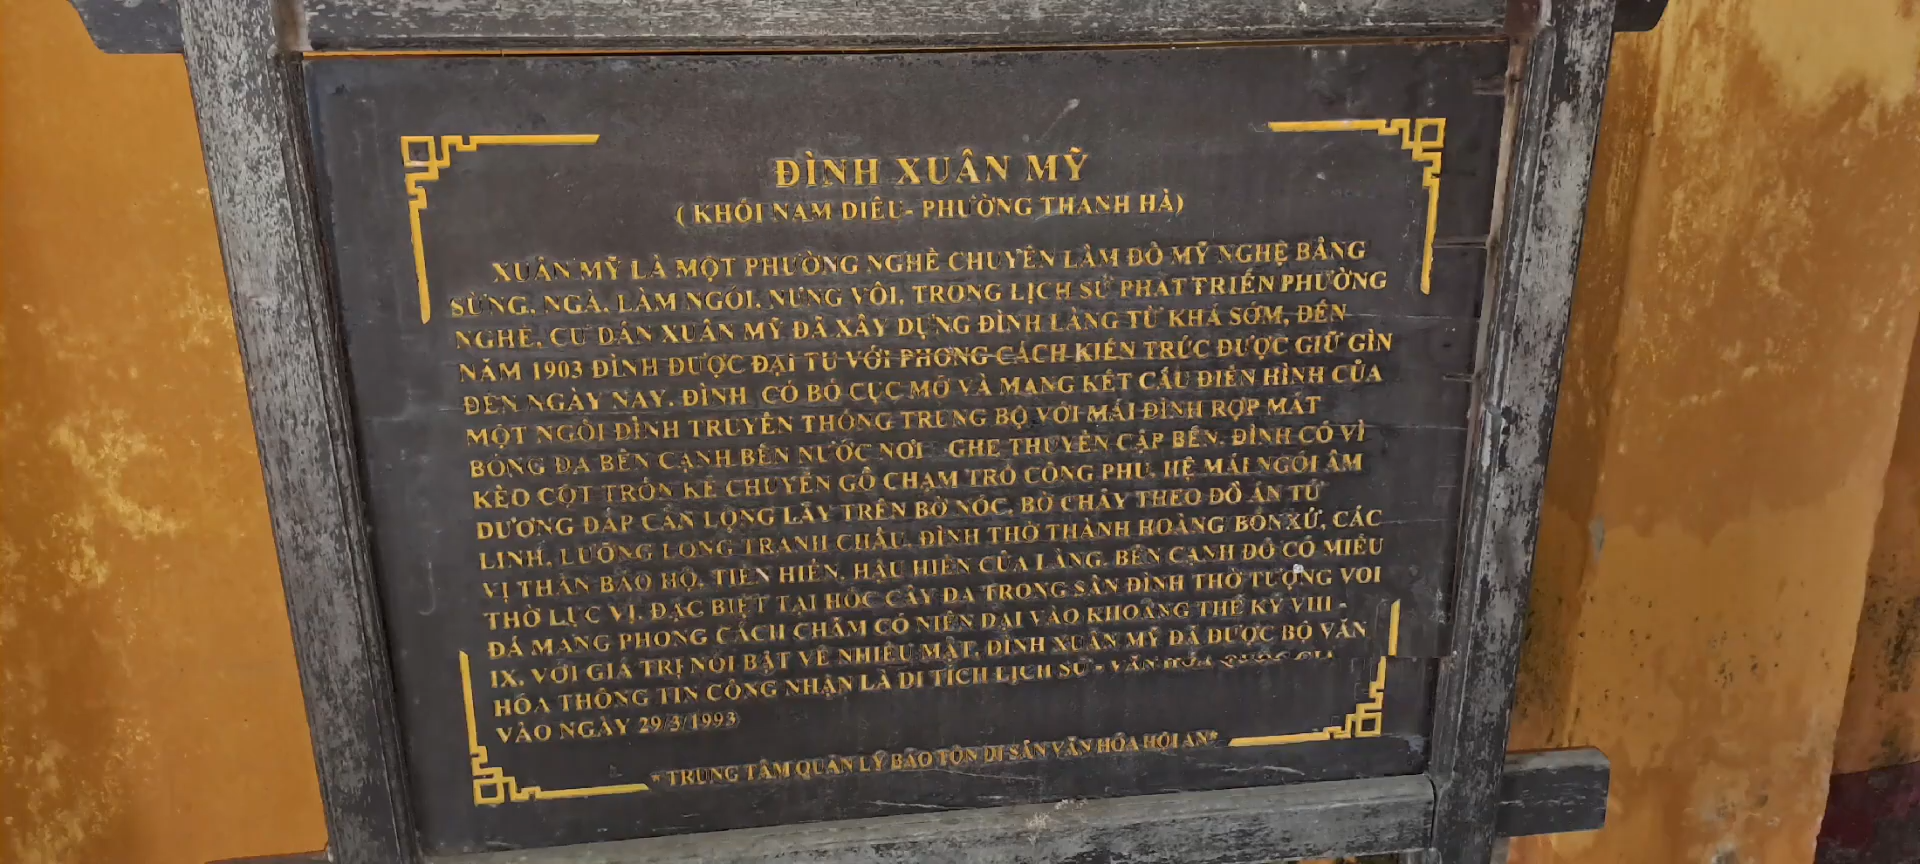 ĐÌNH XUÂN MỸ
( KHỐI NAM DIÊU- PHƯỜNG THANH HÀ)
XUÂN MỸ LÀ MỘT PHƯỜNG NGHỀ CHUYÊN LÀM ĐỒ MỸ NGHỆ BẰNG
SỪNG, NGÀ, LÀM NGÓI, NUNG VÔI. TRONG LỊCH SỬ PHÁT TRIỂN PHƯỜNG
NGHỀ, CƯ DÂN XUÂN MỸ ĐÃ XÂY DỰNG ĐÌNH LÀNG TỪ KHÁ SỚM, ĐẾN
NĂM 1903 ĐÌNH ĐƯỢC ĐẠI TU VỚI PHONG CÁCH KIẾN TRÚC ĐƯỢC GIỮ GÌN
ĐẾN NGÀY NAY. ĐÌNH CÓ BỐ CỤC MỞ VÀ MANG KẾT CẤU ĐIỂN HÌNH CỦA
MỘT NGÔI ĐÌNH TRUYỀN THỐNG TRUNG BỘ VỚI MÁI ĐÌNH RỢP MÁT
BÓNG ĐA BÊN CẠNH BẾN NƯỚC NƠI GHE THUYỀN CẬP BẾN. ĐÌNH CÓ VÌ
KÈO CỘT TRỐN KẺ CHUYỀN GỖ CHẠM TRỔ CÔNG PHU, HỆ MÁI NGÓI ÂM
DƯƠNG ĐẮP CẨN LỘNG LẪY TRÊN BỜ NÓC, BỜ CHẢY THEO ĐỒ ÁN TỨ
LINH, LƯỠNG LONG TRANH CHÂU. ĐÌNH THỜ THÀNH HOÀNG BỔN XỨ, CÁC
VỊ THẦN BẢO HỘ, TIỀN HIỀN, HẬU HIỀN CỦA LÀNG. BÊN CẠNH ĐÓ CÓ MIẾU
THỜ LỤC VỊ. ĐẶC BIỆT TẠI HỐC CÂY ĐA TRONG SÂN ĐÌNH THỜ TƯỢNG VOI
ĐÁ MANG PHONG CÁCH CHĂM CÓ NIÊN ĐẠI VÀO KHOẢNG THẾ KỶ VIII -
IX. VỚI GIÁ TRỊ NỔI BẬT VỀ NHIỀU MẶT, ĐÌNH XUÂN MỸ ĐÃ ĐƯỢC BỘ VĂN
HÓA THÔNG TIN CÔNG NHẬN LÀ DI TÍCH LỊCH SỬ - VĂN HÓA QUỐC GIA
VÀO NGÀY 29/3/1993
" TRUNG TÂM QUẢN LÝ BẢO TỒN DI SẢN VĂN HÓA HỘI AN"